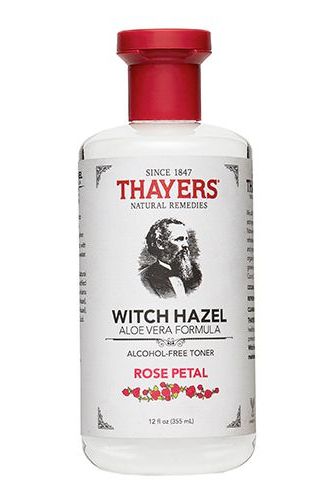 SINCE 1847
THAYERS®
NATURAL REMEDIES
WITCH HAZEL
ALOE VERA FORMULA
ALCOHOL-FREE TONER
ROSE PETAL
12 fl oz (355 mL)